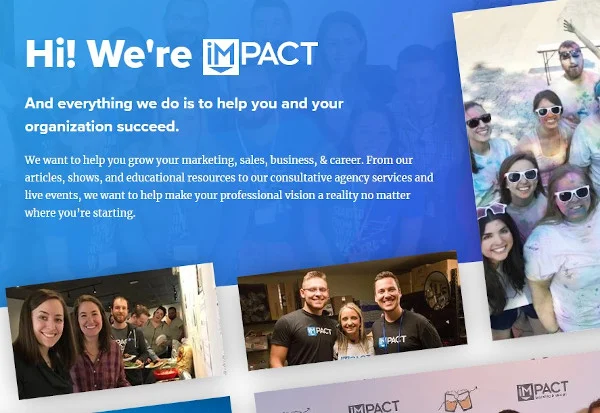 Hi! We're iMPACT
And everything we do is to help you and your
organization succeed.
We want to help you grow your marketing, sales, business, & career. From our
articles, shows, and educational resources to our consultative agency services and
live events, we want to help make your professional vision a reality no matter
where you're starting.
iMPACT
iMPACT
iMPACT
iMPACT